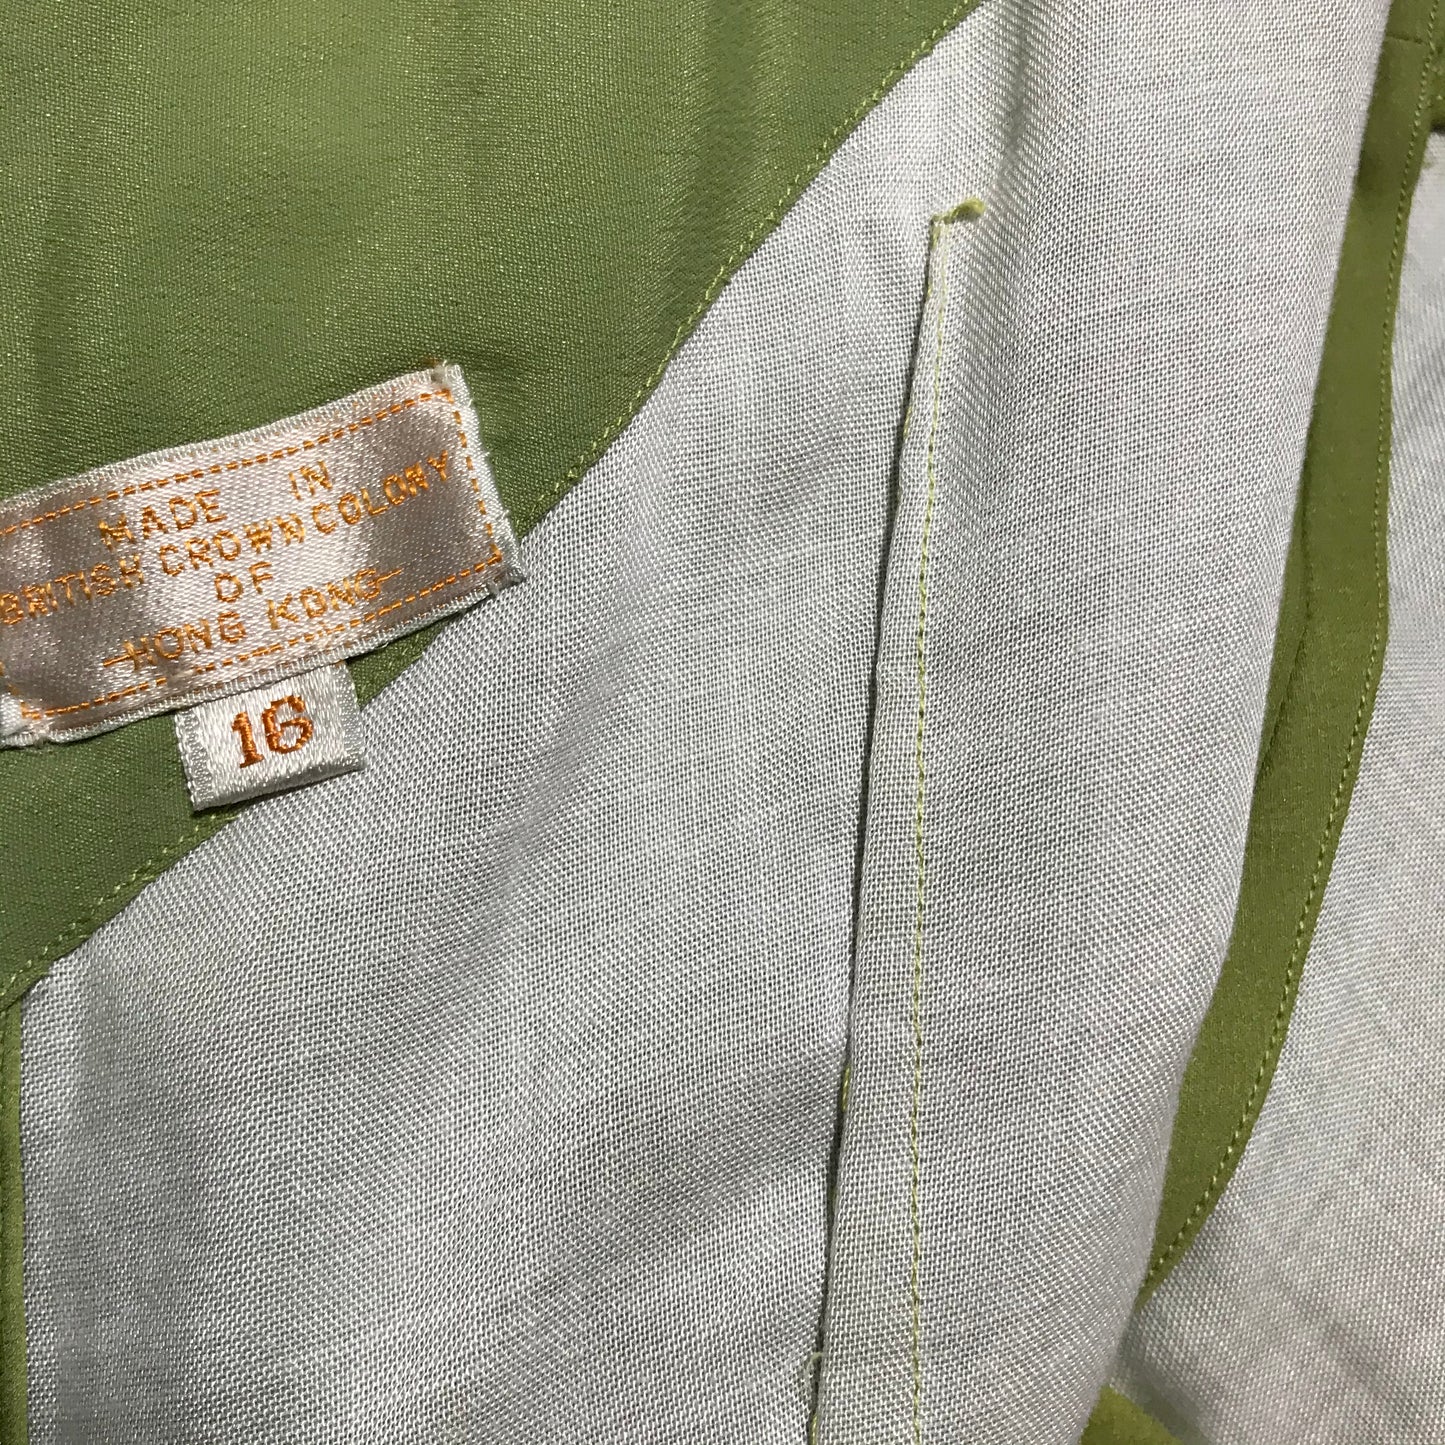 MADE IN
BRITISH CROWN COLONY
OF
HONG KONG
16